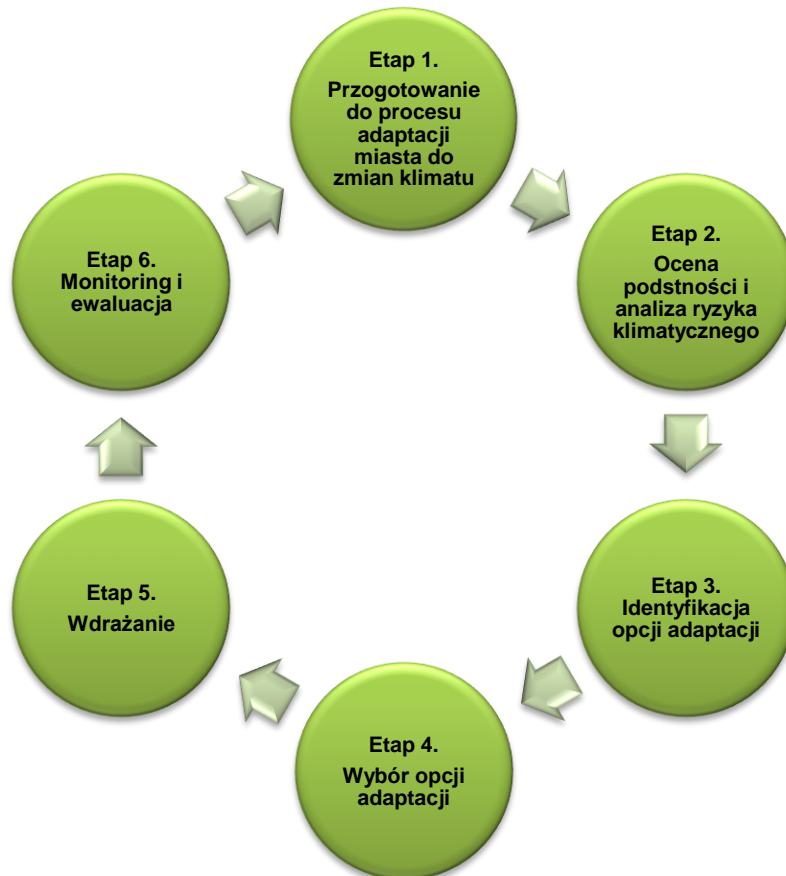 Etap 1.
Przogotowanie
do procesu
adaptacji
miasta do
zmian klimatu
Etap 2.
Ocena
podstności i
analiza ryzyka
klimatycznego
Etap 3.
Identyfikacja
opcji adaptacji
Etap 4.
Wybór opcji
adaptacji
Etap 5.
Wdrażanie
Etap 6.
Monitoring i
ewaluacja